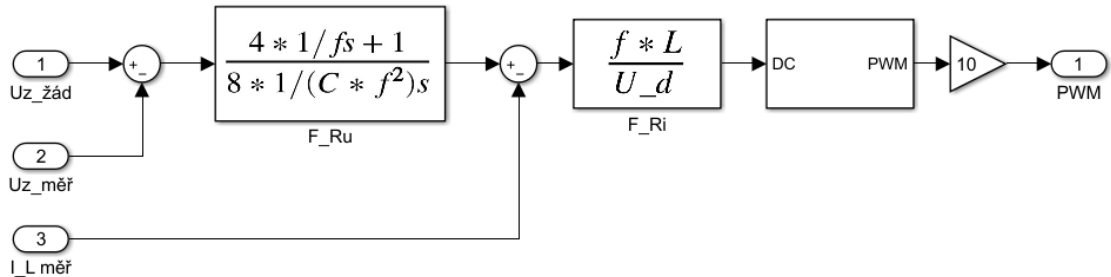 1
Uz_žád
2
Uz_měř
3
I_L měř
+
−
4 * 1/fs + 1
8 * 1/(C * f²)s
F_Ru
+
−
f * L
U_d
F_Ri
DC
PWM
10
1
PWM